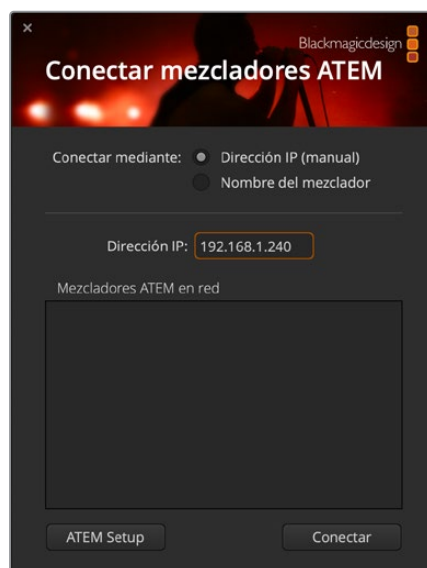 Blackmagicdesign
Conectar mezcladores ATEM
Conectar mediante: Dirección IP (manual)
Nombre del mezclador
Dirección IP: 192.168.1.240
Mezcladores ATEM en red
ATEM Setup Conectar